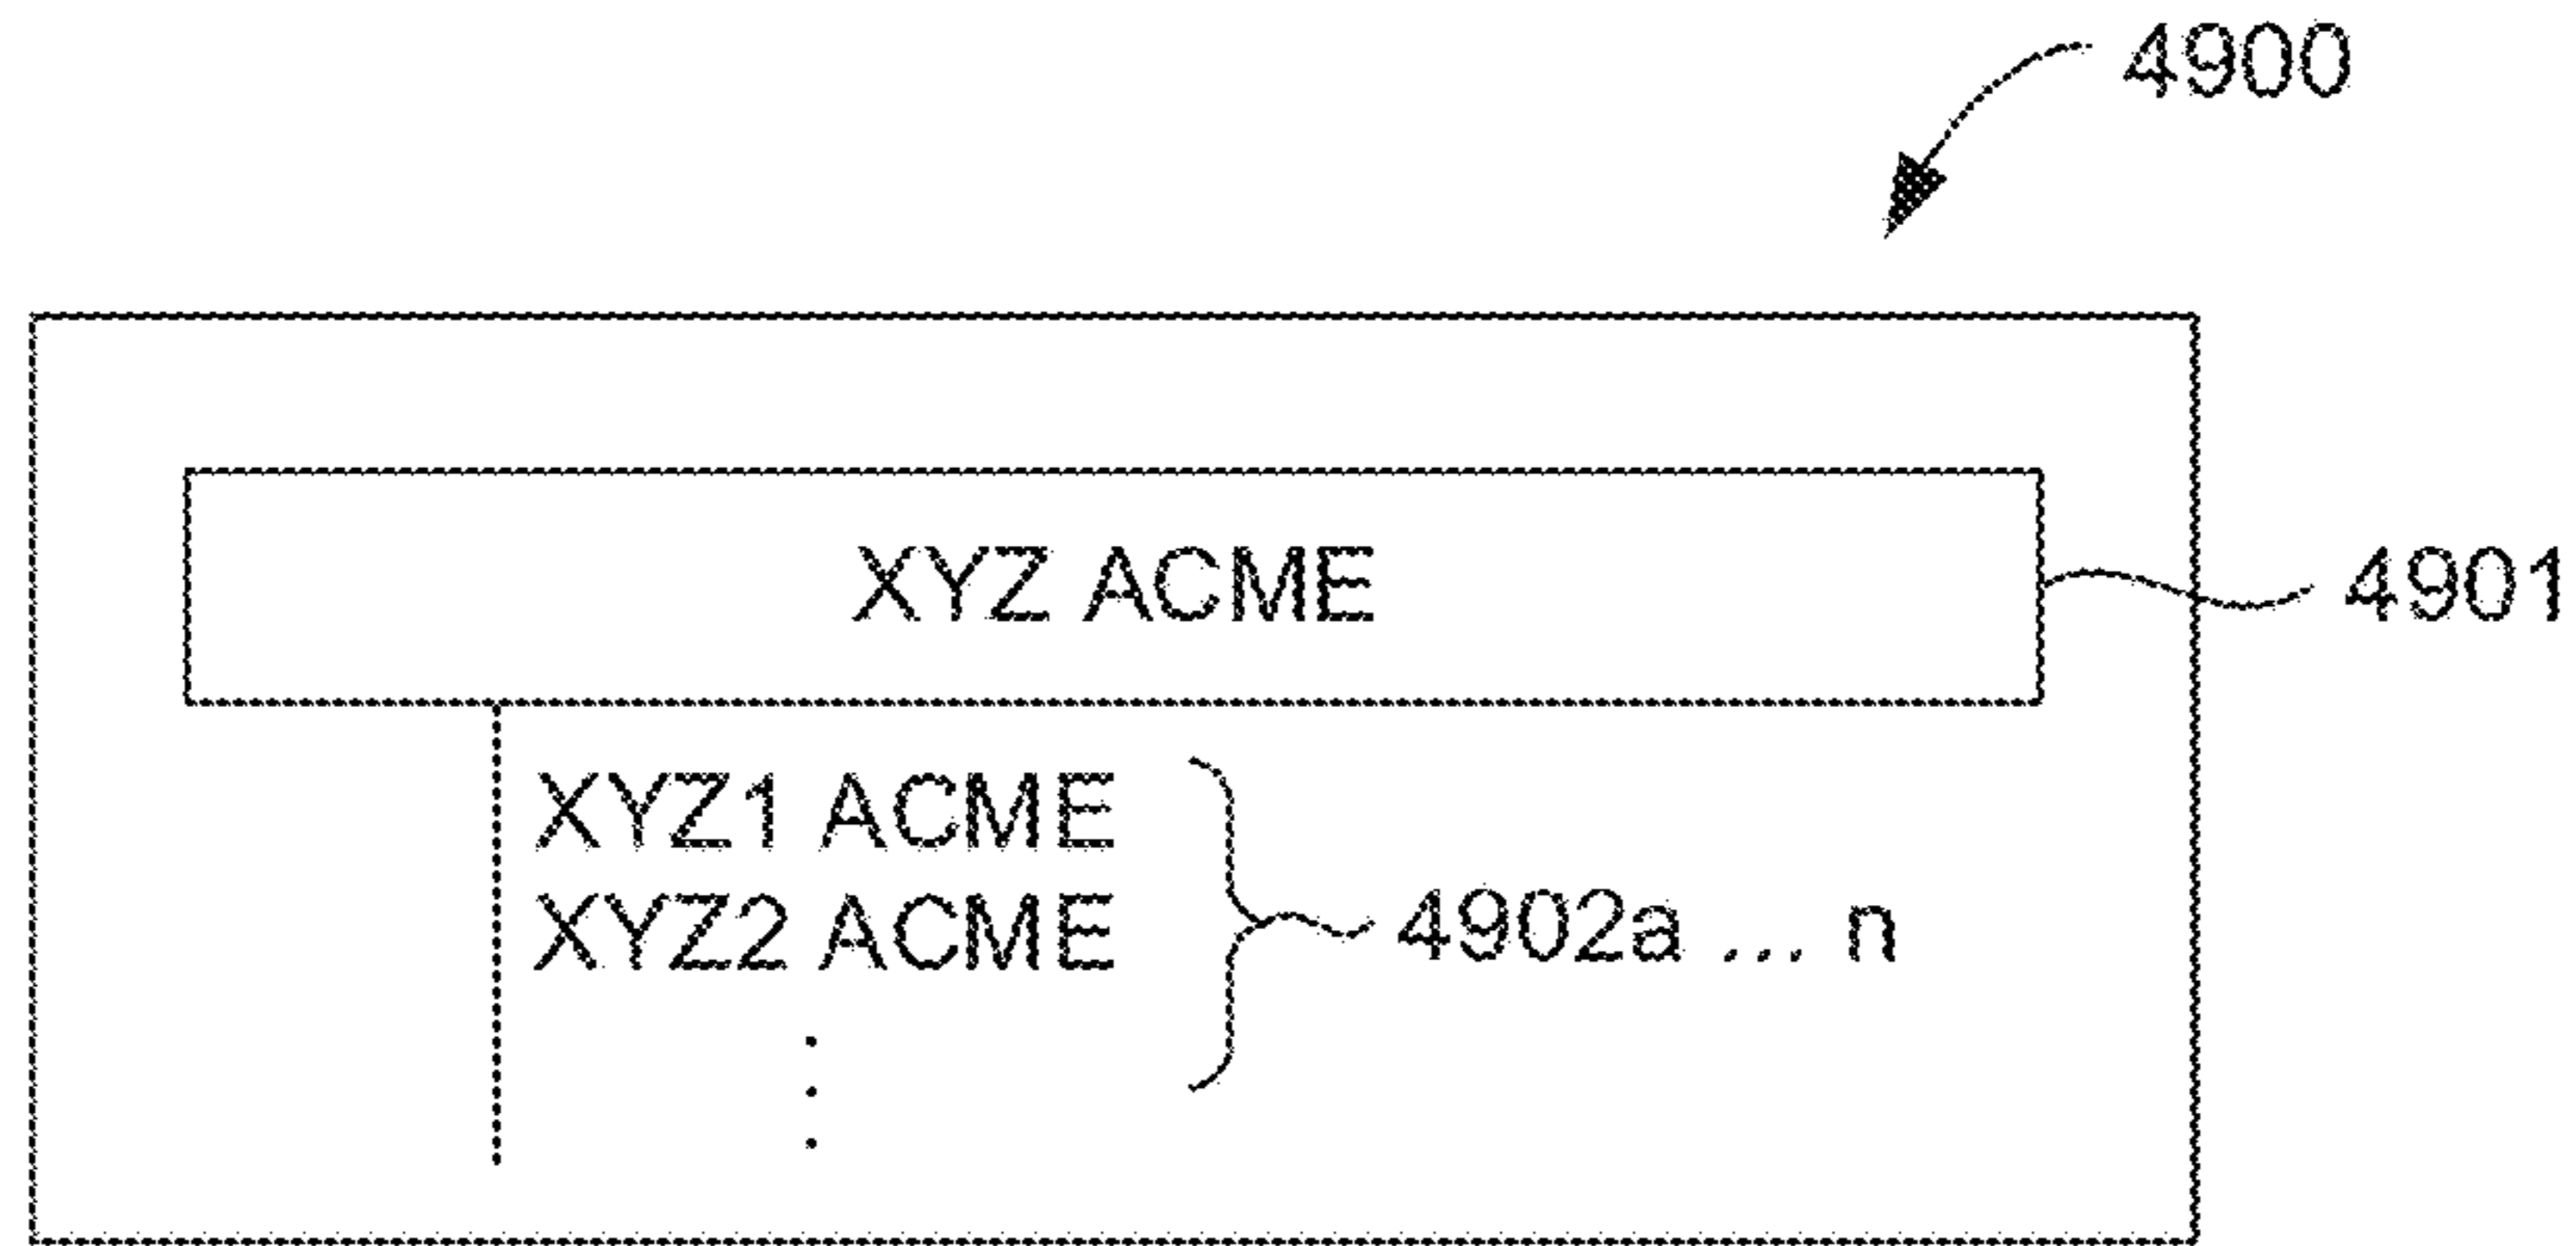 4900
XYZ ACME
4901
XYZ1 ACME
XYZ2 ACME
4902a ... n